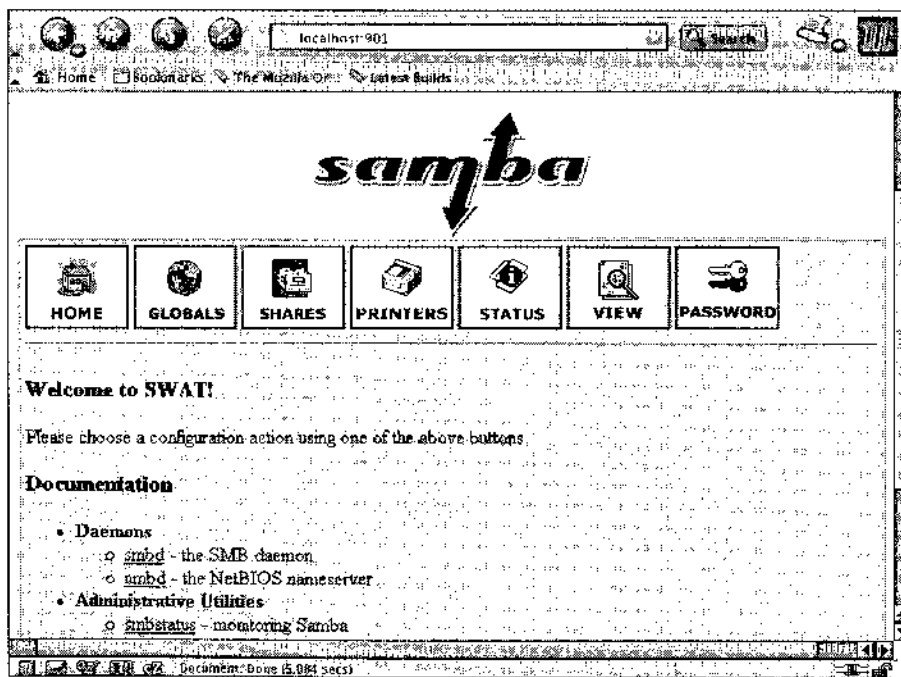 localhost:901
Search
Home Bookmarks The Mozilla Or... Latest Builds
samba
HOME GLOBALS SHARES PRINTERS STATUS VIEW PASSWORD
Welcome to SWAT!
Please choose a configuration action using one of the above buttons
Documentation
• Daemons
o smbd - the SMB daemon
o nmbd - the NetBIOS nameserver
• Administrative Utilities
o smbstatus - monitoring Samba
Document: Done (5.084 secs)